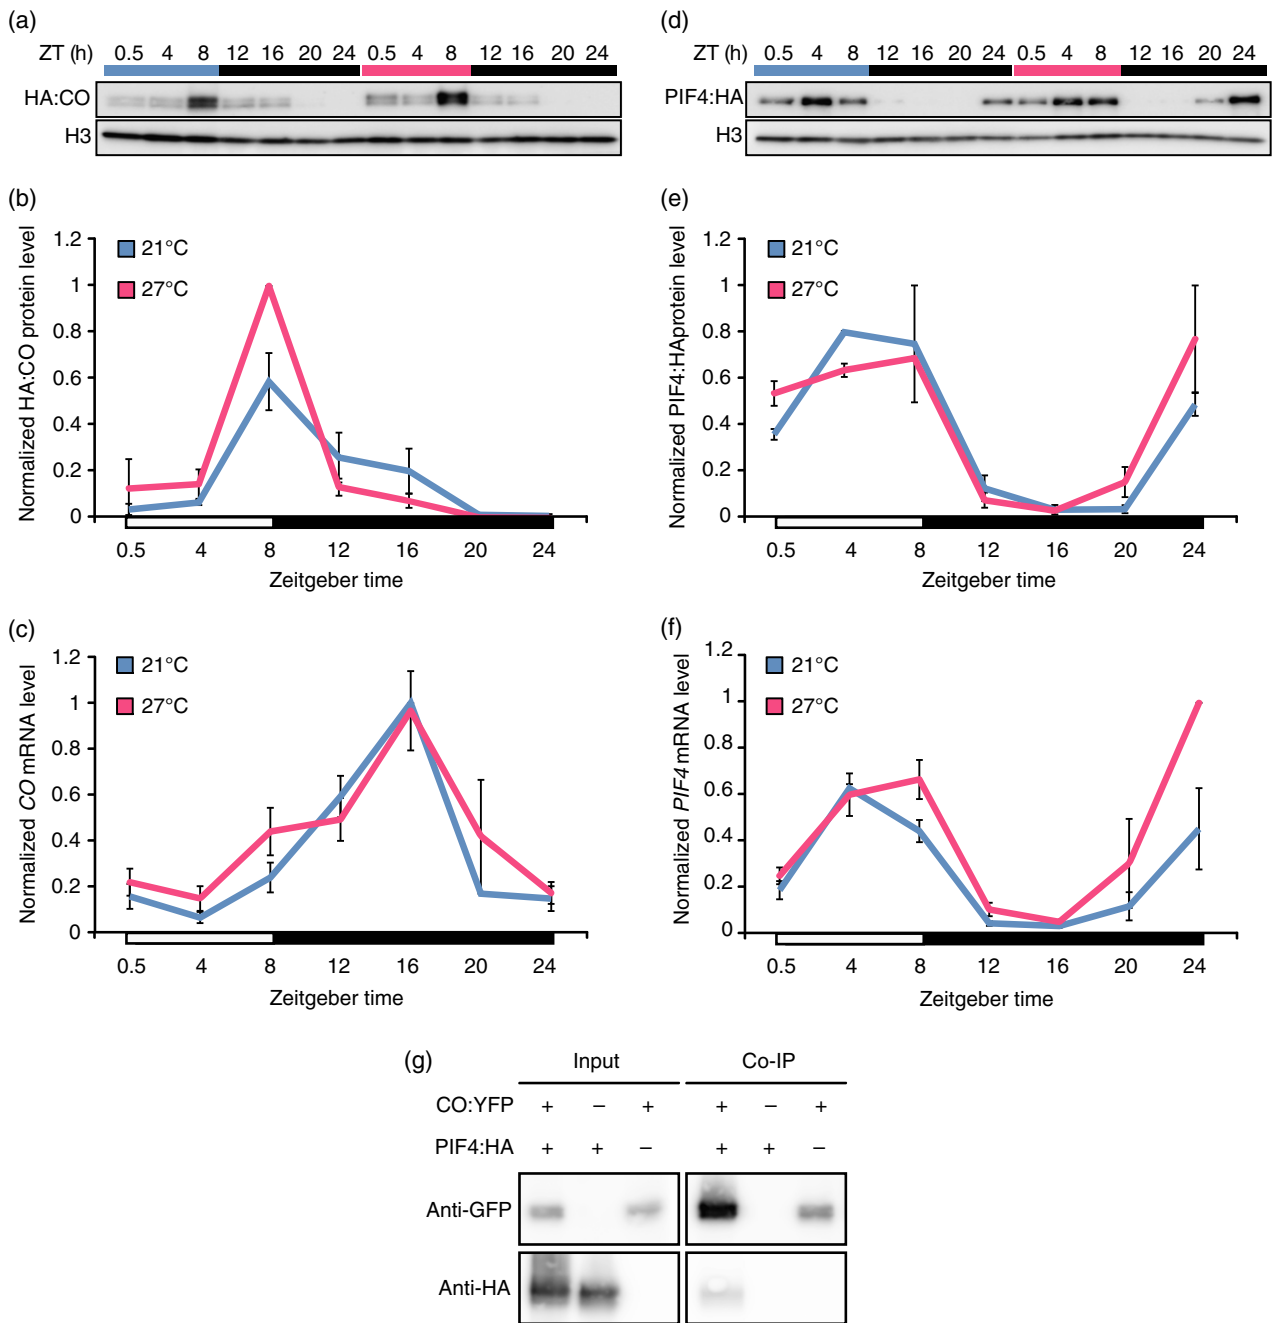 (a)
ZT (h) 0.5 4 8 12 16 20 24 0.5 4 8 12 16 20 24
HA:CO
H3
(b)
Normalized HA:CO protein level
1.2
1
0.8
0.6
0.4
0.2
0
21°C
27°C
0.5 4 8 12 16 20 24
Zeitgeber time
(c)
Normalized CO mRNA level
1.2
1
0.8
0.6
0.4
0.2
0
21°C
27°C
0.5 4 8 12 16 20 24
Zeitgeber time
(d)
ZT (h) 0.5 4 8 12 16 20 24 0.5 4 8 12 16 20 24
PIF4:HA
H3
(e)
Normalized PIF4:HAprotein level
1.2
1
0.8
0.6
0.4
0.2
0
21°C
27°C
0.5 4 8 12 16 20 24
Zeitgeber time
(f)
Normalized PIF4 mRNA level
1.2
1
0.8
0.6
0.4
0.2
0
21°C
27°C
0.5 4 8 12 16 20 24
Zeitgeber time
(g)
Input Co-IP
CO:YFP + – + + – +
PIF4:HA + + – + + –
Anti-GFP
Anti-HA